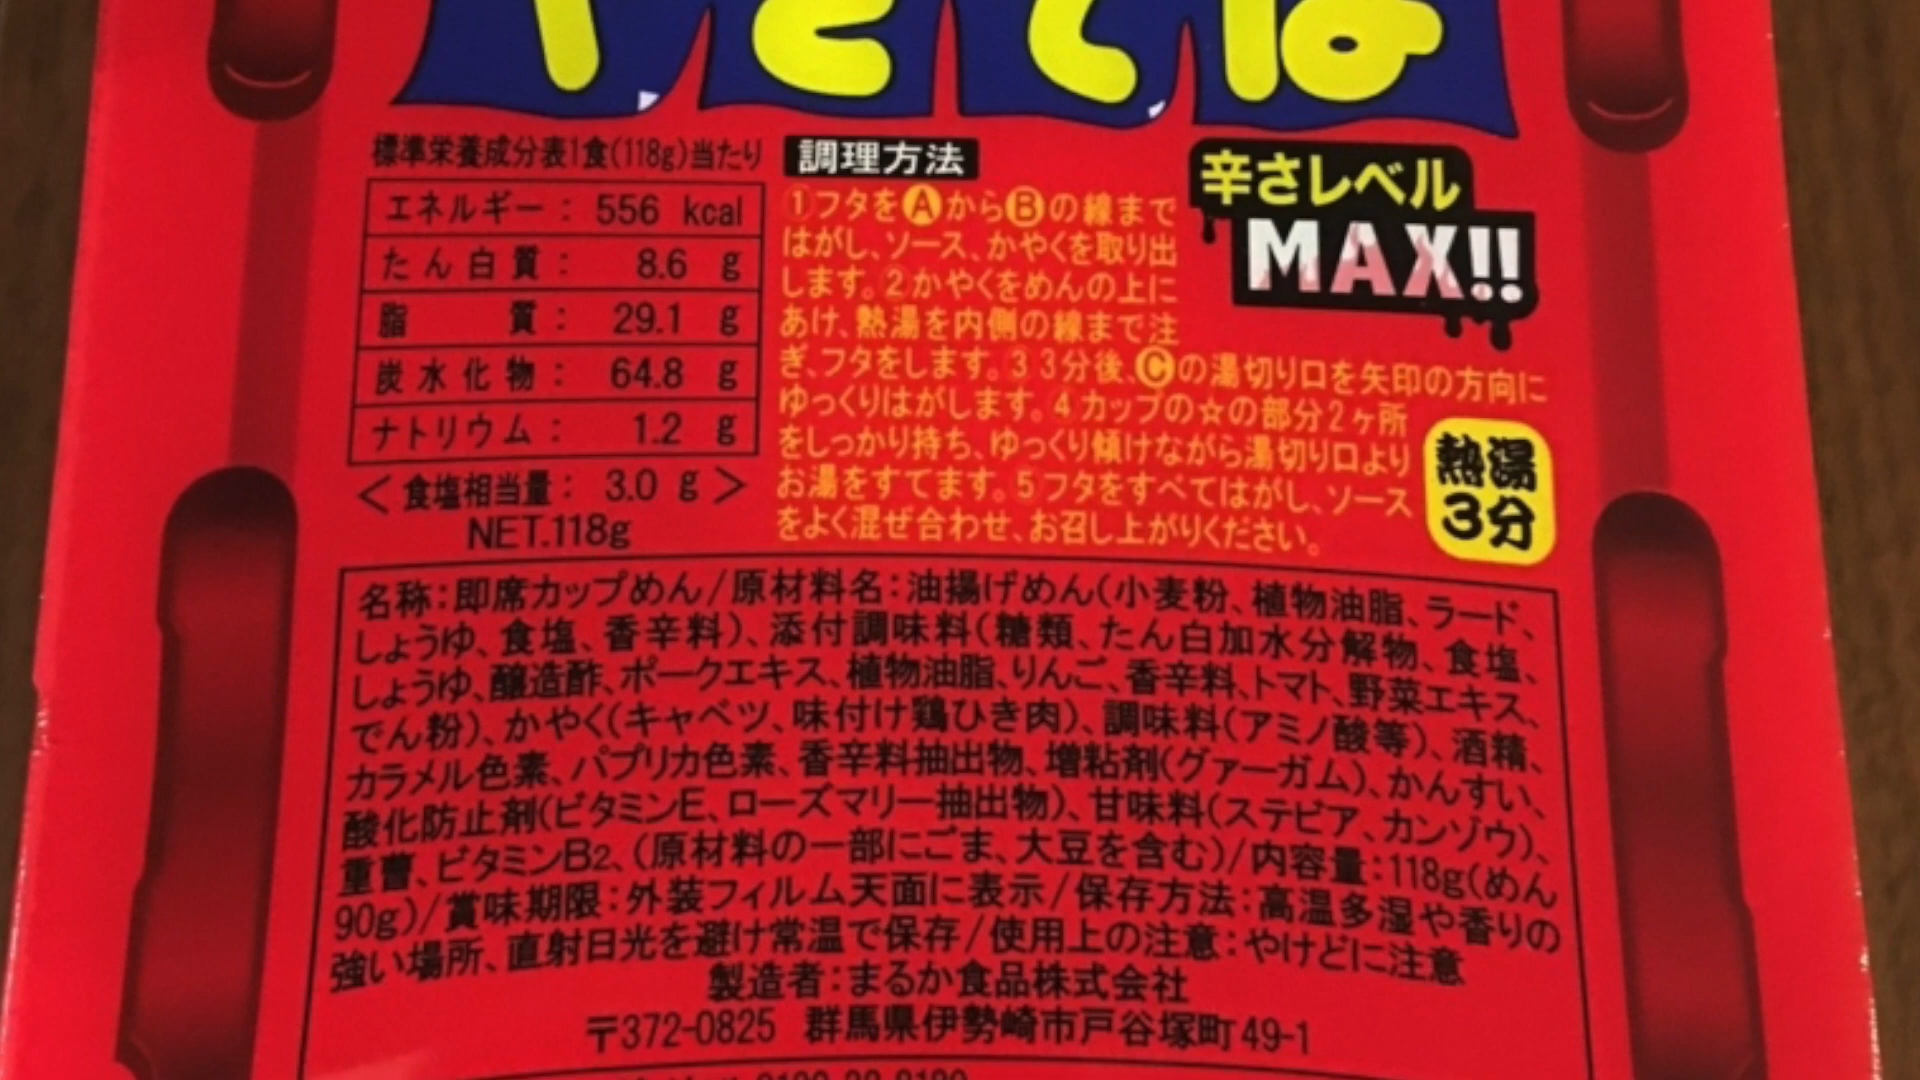 やきそば
標準栄養成分表1食(118g)当たり
エネルギー： 556 kcal
たん白質： 8.6 g
脂質： 29.1 g
炭水化物： 64.8 g
ナトリウム： 1.2 g
＜食塩相当量： 3.0 g＞
NET.118g
調理方法
①フタをⒶからⒷの線まで
はがし、ソース、かやくを取り出
します。②かやくをめんの上に
あけ、熱湯を内側の線まで注
ぎ、フタをします。③3分後、Ⓒの湯切り口を矢印の方向に
ゆっくりはがします。④カップの☆の部分2ヶ所
をしっかり持ち、ゆっくり傾けながら湯切り口より
お湯をすてます。⑤フタをすべてはがし、ソース
をよく混ぜ合わせ、お召し上がりください。
辛さレベル
MAX!!
熱湯
3分
名称：即席カップめん/原材料名：油揚げめん(小麦粉、植物油脂、ラード、
しょうゆ、食塩、香辛料)、添付調味料(糖類、たん白加水分解物、食塩、
しょうゆ、醸造酢、ポークエキス、植物油脂、りんご、香辛料、トマト、野菜エキス、
でん粉)、かやく(キャベツ、味付け鶏ひき肉)、調味料(アミノ酸等)、酒精、
カラメル色素、パプリカ色素、香辛料抽出物、増粘剤(グァーガム)、かんすい、
酸化防止剤(ビタミンE、ローズマリー抽出物)、甘味料(ステビア、カンゾウ)、
重曹、ビタミンB2、(原材料の一部にごま、大豆を含む)/内容量：118g(めん
90g)/賞味期限：外装フィルム天面に表示/保存方法：高温多湿や香りの
強い場所、直射日光を避け常温で保存/使用上の注意：やけどに注意
製造者：まるか食品株式会社
〒372-0825 群馬県伊勢崎市戸谷塚町49-1